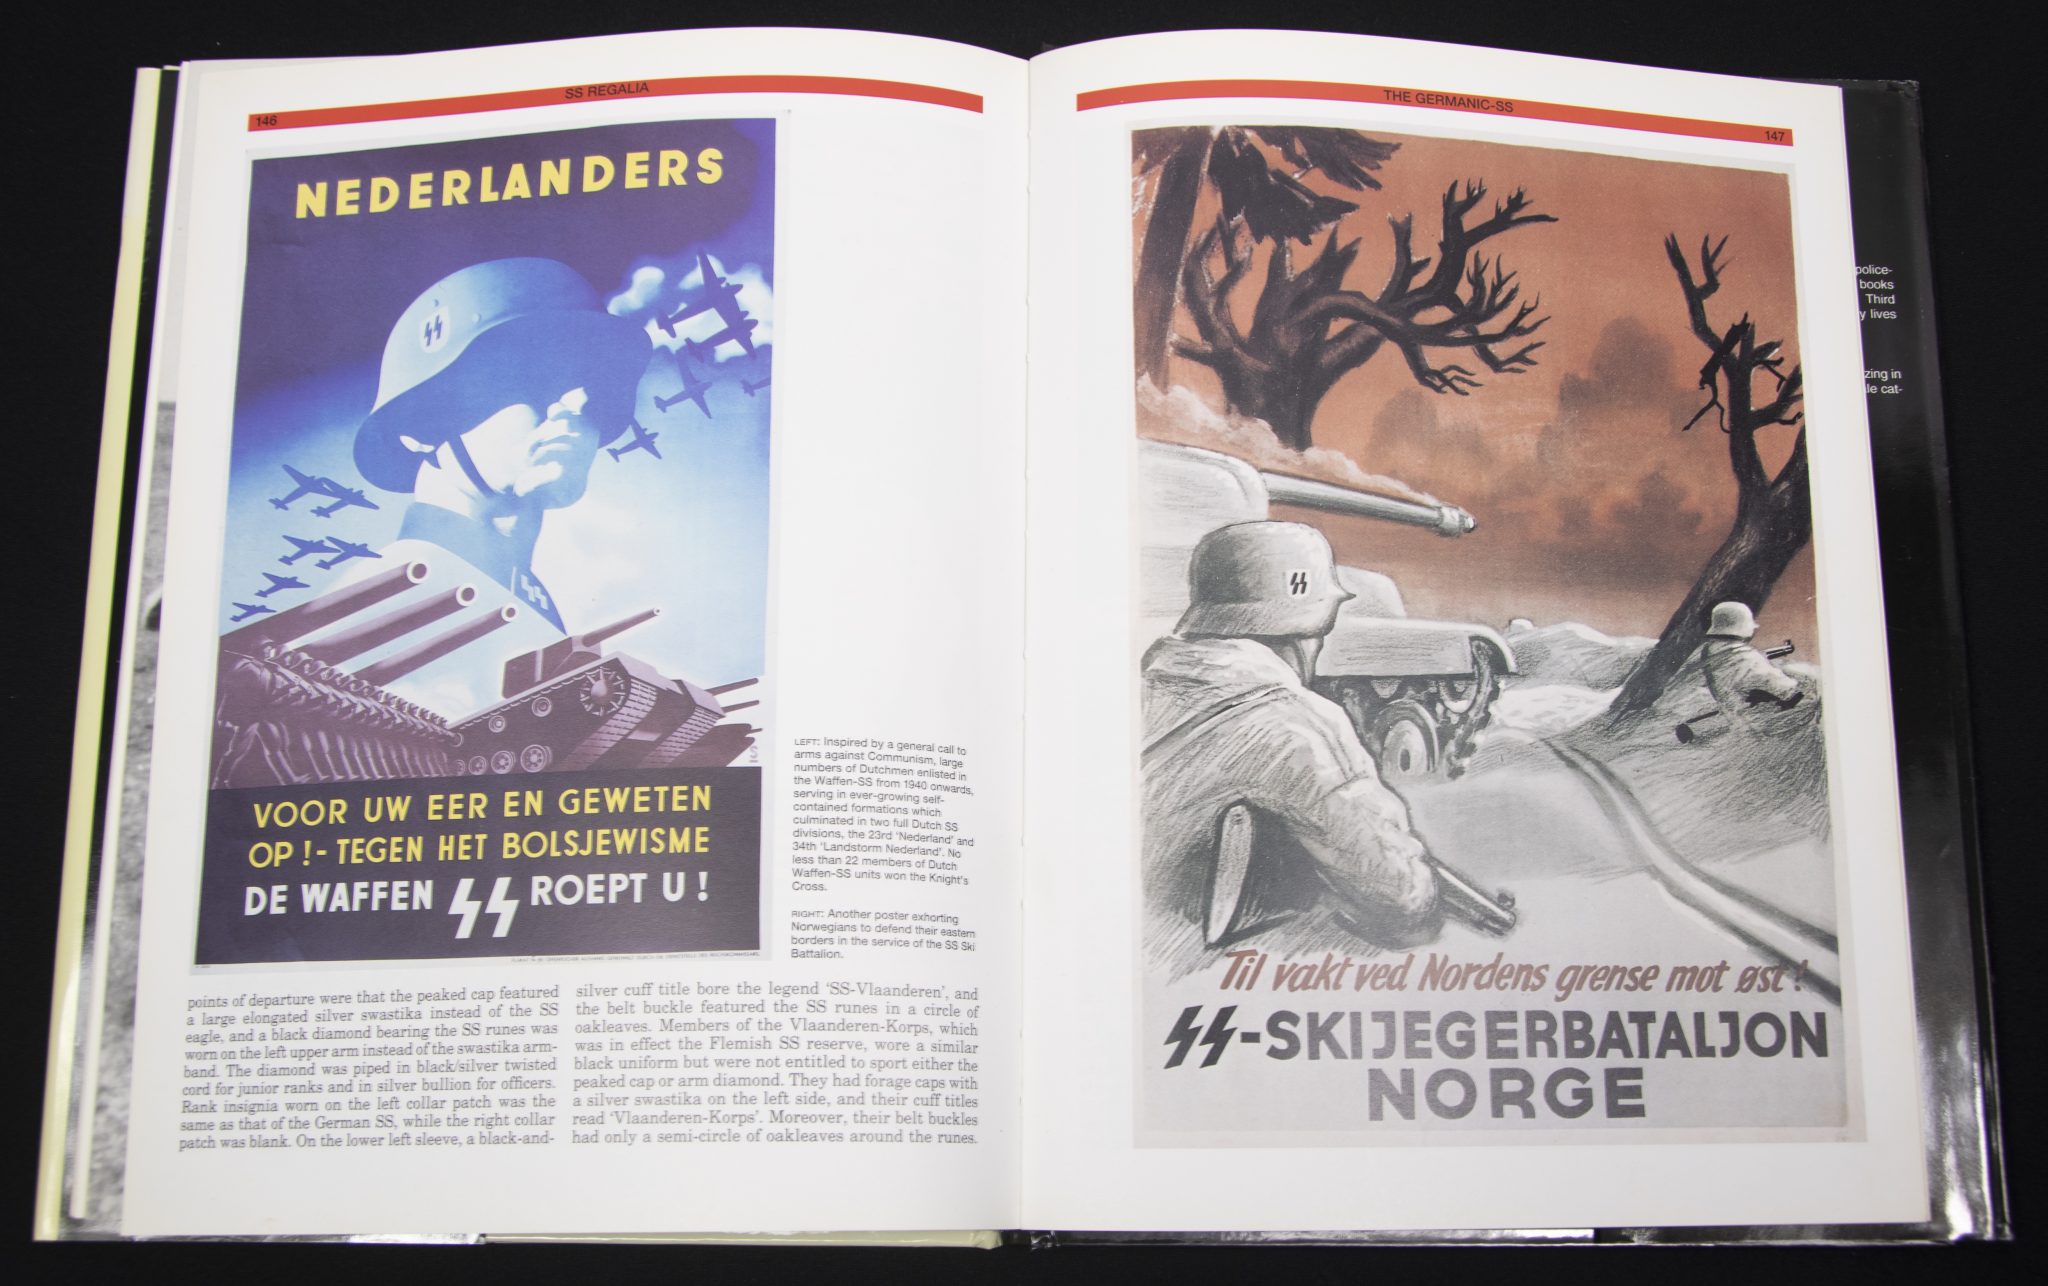 146
SS REGALIA
NEDERLANDERS
VOOR UW EER EN GEWETEN
OP!- TEGEN HET BOLSJEWISME
DE WAFFEN SS ROEPT U!
LEFT: Inspired by a general call to
arms against Communism, large
numbers of Dutchmen enlisted in
the Waffen-SS from 1940 onwards,
serving in ever-growing self-
contained formations which
culminated in two full Dutch SS
divisions, the 23rd 'Nederland' and
34th 'Landstorm Nederland'. No
less than 22 members of Dutch
Waffen-SS units won the Knight's
Cross.
RIGHT: Another poster exhorting
Norwegians to defend their eastern
borders in the service of the SS Ski
Battalion.
points of departure were that the peaked cap featured
a large elongated silver swastika instead of the SS
eagle, and a black diamond bearing the SS runes was
worn on the left upper arm instead of the swastika arm-
band. The diamond was piped in black/silver twisted
cord for junior ranks and in silver bullion for officers.
Rank insignia worn on the left collar patch was the
same as that of the German SS, while the right collar
patch was blank. On the lower left sleeve, a black-and-
silver cuff title bore the legend 'SS-Vlaanderen', and
the belt buckle featured the SS runes in a circle of
oakleaves. Members of the Vlaanderen-Korps, which
was in effect the Flemish SS reserve, wore a similar
black uniform but were not entitled to sport either the
peaked cap or arm diamond. They had forage caps with
a silver swastika on the left side, and their cuff titles
read 'Vlaanderen-Korps'. Moreover, their belt buckles
had only a semi-circle of oakleaves around the runes.
THE GERMANIC-SS
147
SS
Til vakt ved Nordens grense mot øst!
SS-SKIJEGERBATALJON
NORGE
police-
books
Third
lives
zing in
cat-